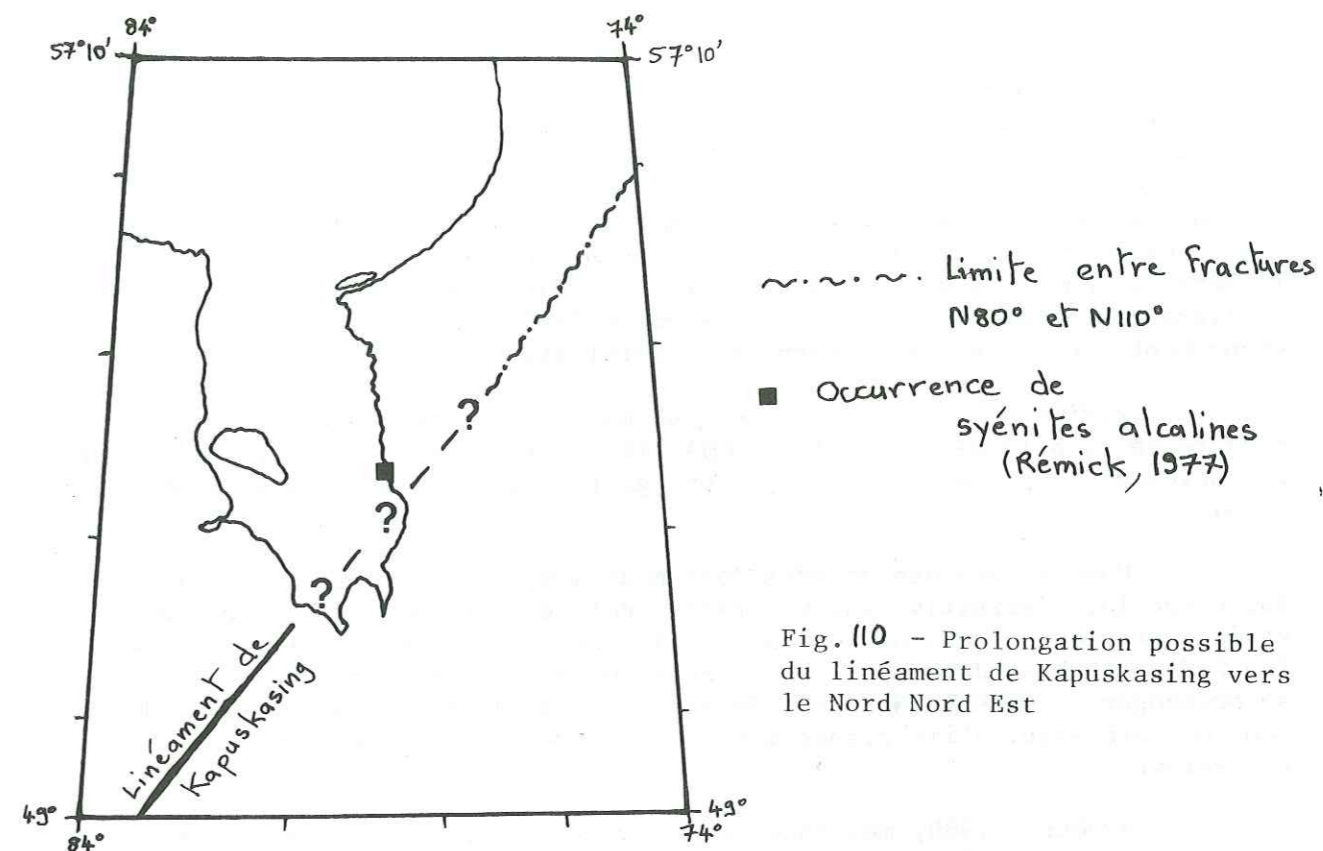 84° 74°
57°10' 57°10'
~.~.~. Limite entre Fractures
N80° et N110°
■ Occurrence de
syénites alcalines
(Rémick, 1977)
?
?
?
Linéament de
Kapuskasing
Fig. 110 - Prolongation possible
du linéament de Kapuskasing vers
le Nord Nord Est
49° 49°
84° 74°